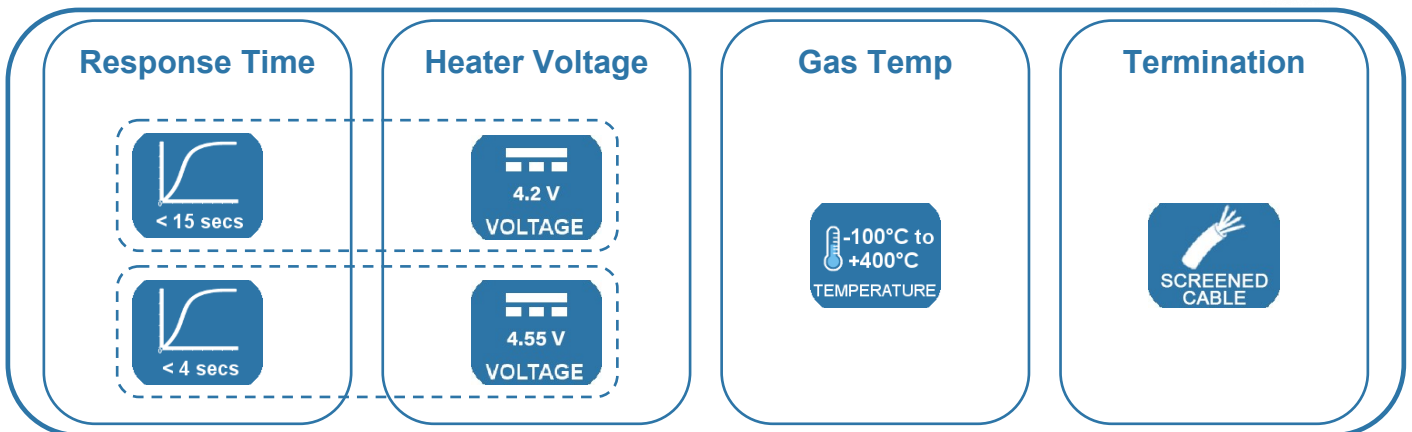 Response Time
Heater Voltage
Gas Temp
Termination
< 15 secs
4.2 V
VOLTAGE
< 4 secs
4.55 V
VOLTAGE
-100°C to
+400°C
TEMPERATURE
SCREENED
CABLE